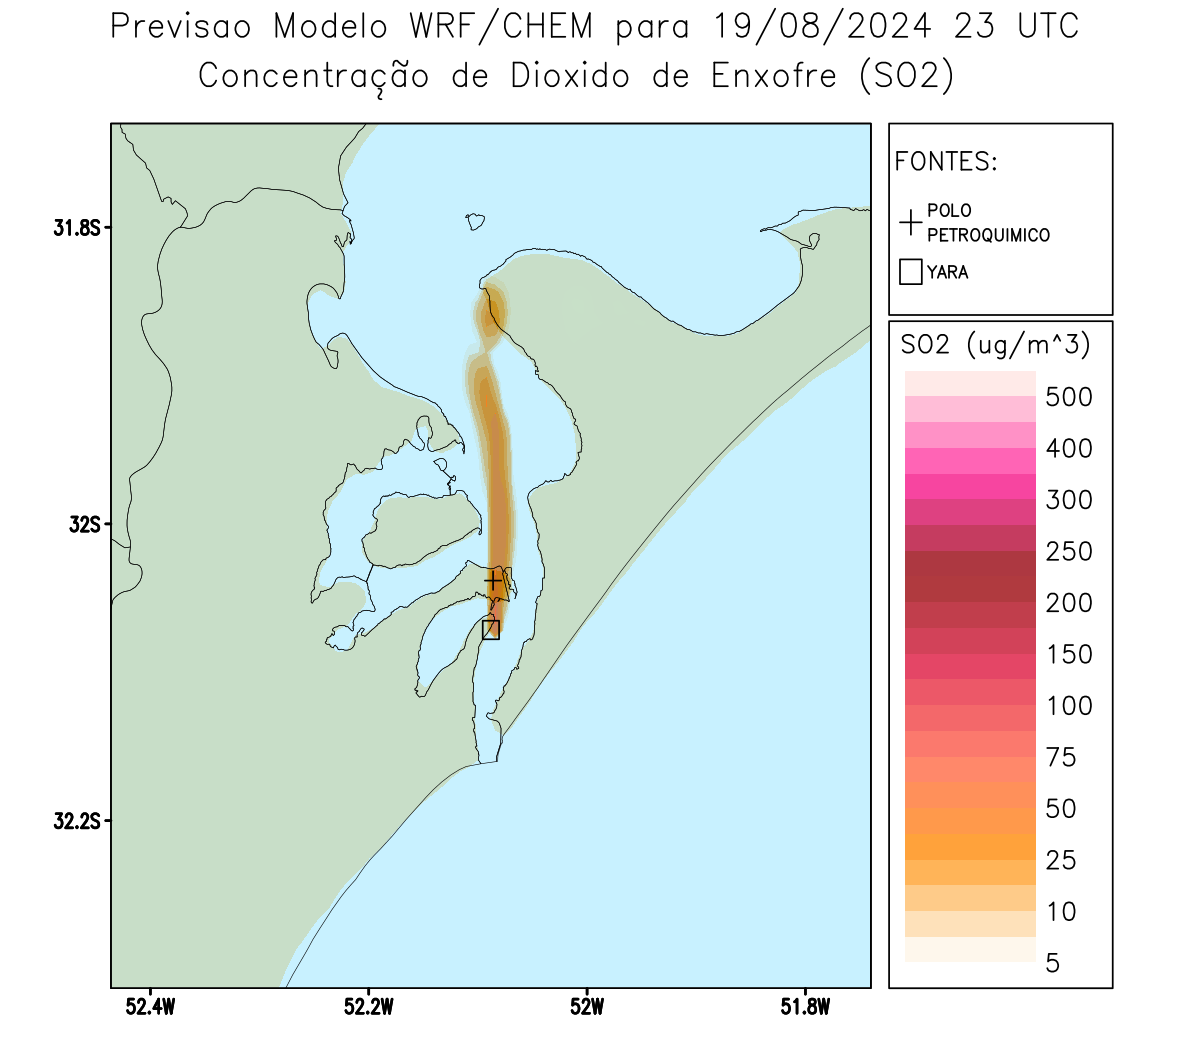 Previsao Modelo WRF/CHEM para 19/08/2024 23 UTC
Concentração de Dioxido de Enxofre (SO2)
FONTES:
POLO
PETROQUIMICO
YARA
SO2 (ug/m^3)
500
400
300
250
200
150
100
75
50
25
10
5
31.8S
32S
32.2S
52.4W
52.2W
52W
51.8W